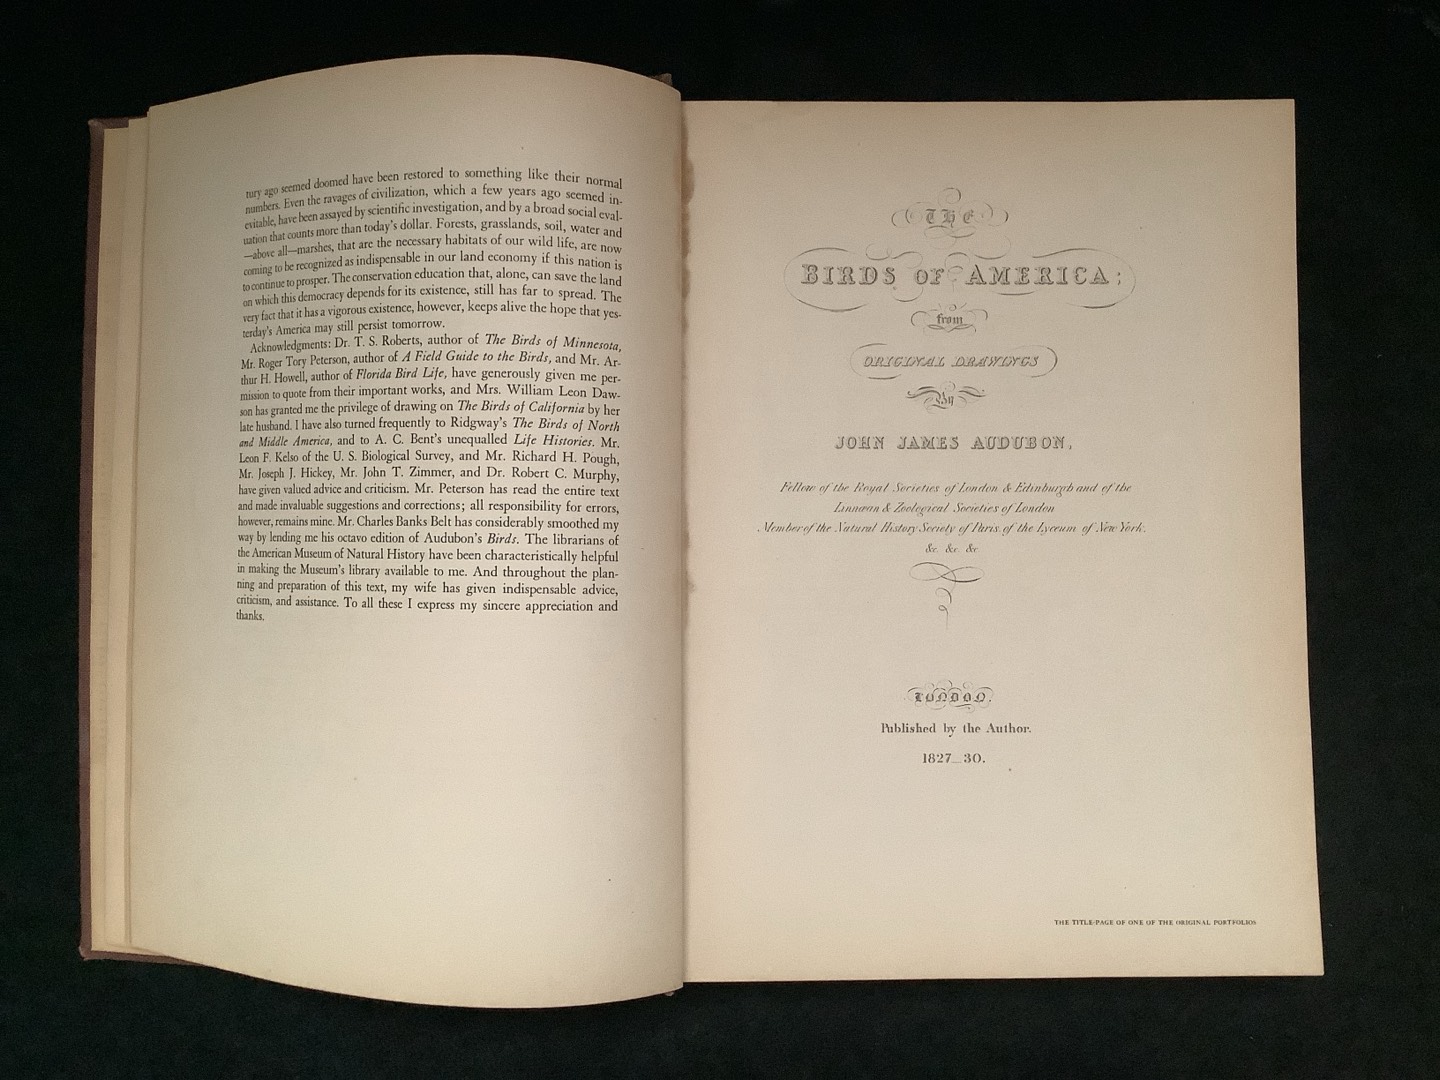 tury ago seemed doomed have been restored to something like their normal
numbers. Even the ravages of civilization, which a few years ago seemed in-
evitable, have been assayed by scientific investigation, and by a broad social eval-
uation that counts more than today's dollar. Forests, grasslands, soil, water and
—above all—marshes, that are the necessary habitats of our wild life, are now
coming to be recognized as indispensable in our land economy if this nation is
to continue to prosper. The conservation education that, alone, can save the land
on which this democracy depends for its existence, still has far to spread. The
very fact that it has a vigorous existence, however, keeps alive the hope that yes-
terday's America may still persist tomorrow.
Acknowledgments: Dr. T. S. Roberts, author of The Birds of Minnesota,
Mr. Roger Tory Peterson, author of A Field Guide to the Birds, and Mr. Ar-
thur H. Howell, author of Florida Bird Life, have generously given me per-
mission to quote from their important works, and Mrs. William Leon Daw-
son has granted me the privilege of drawing on The Birds of California by her
late husband. I have also turned frequently to Ridgway's The Birds of North
and Middle America, and to A. C. Bent's unequalled Life Histories. Mr.
Leon F. Kelso of the U. S. Biological Survey, and Mr. Richard H. Pough,
Mr. Joseph J. Hickey, Mr. John T. Zimmer, and Dr. Robert C. Murphy,
have given valued advice and criticism. Mr. Peterson has read the entire text
and made invaluable suggestions and corrections; all responsibility for errors,
however, remains mine. Mr. Charles Banks Belt has considerably smoothed my
way by lending me his octavo edition of Audubon's Birds. The librarians of
the American Museum of Natural History have been characteristically helpful
in making the Museum's library available to me. And throughout the plan-
ning and preparation of this text, my wife has given indispensable advice,
criticism, and assistance. To all these I express my sincere appreciation and
thanks.
THE
BIRDS OF AMERICA;
from
ORIGINAL DRAWINGS
By
JOHN JAMES AUDUBON,
Fellow of the Royal Societies of London & Edinburgh and of the
Linnæan & Zoological Societies of London
Member of the Natural History Society of Paris, of the Lyceum of New York,
&c. &c. &c.
LONDON.
Published by the Author.
1827_30.
THE TITLE-PAGE OF ONE OF THE ORIGINAL PORTFOLIOS